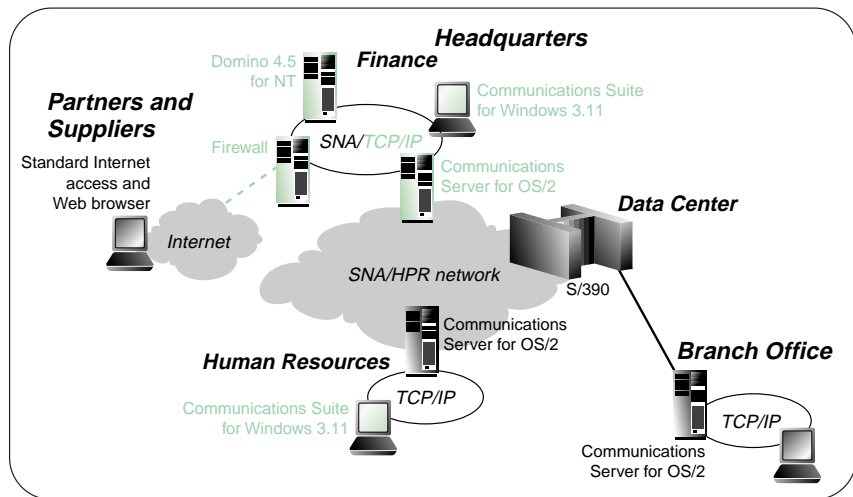 Headquarters
Domino 4.5
for NT
Finance
Communications Suite
for Windows 3.11
Partners and
Suppliers
Firewall
SNA/TCP/IP
Standard Internet
access and
Web browser
Communications
Server for OS/2
Internet
Data Center
SNA/HPR network
S/390
Communications
Server for OS/2
Human Resources
TCP/IP
Communications Suite
for Windows 3.11
Branch Office
TCP/IP
Communications
Server for OS/2